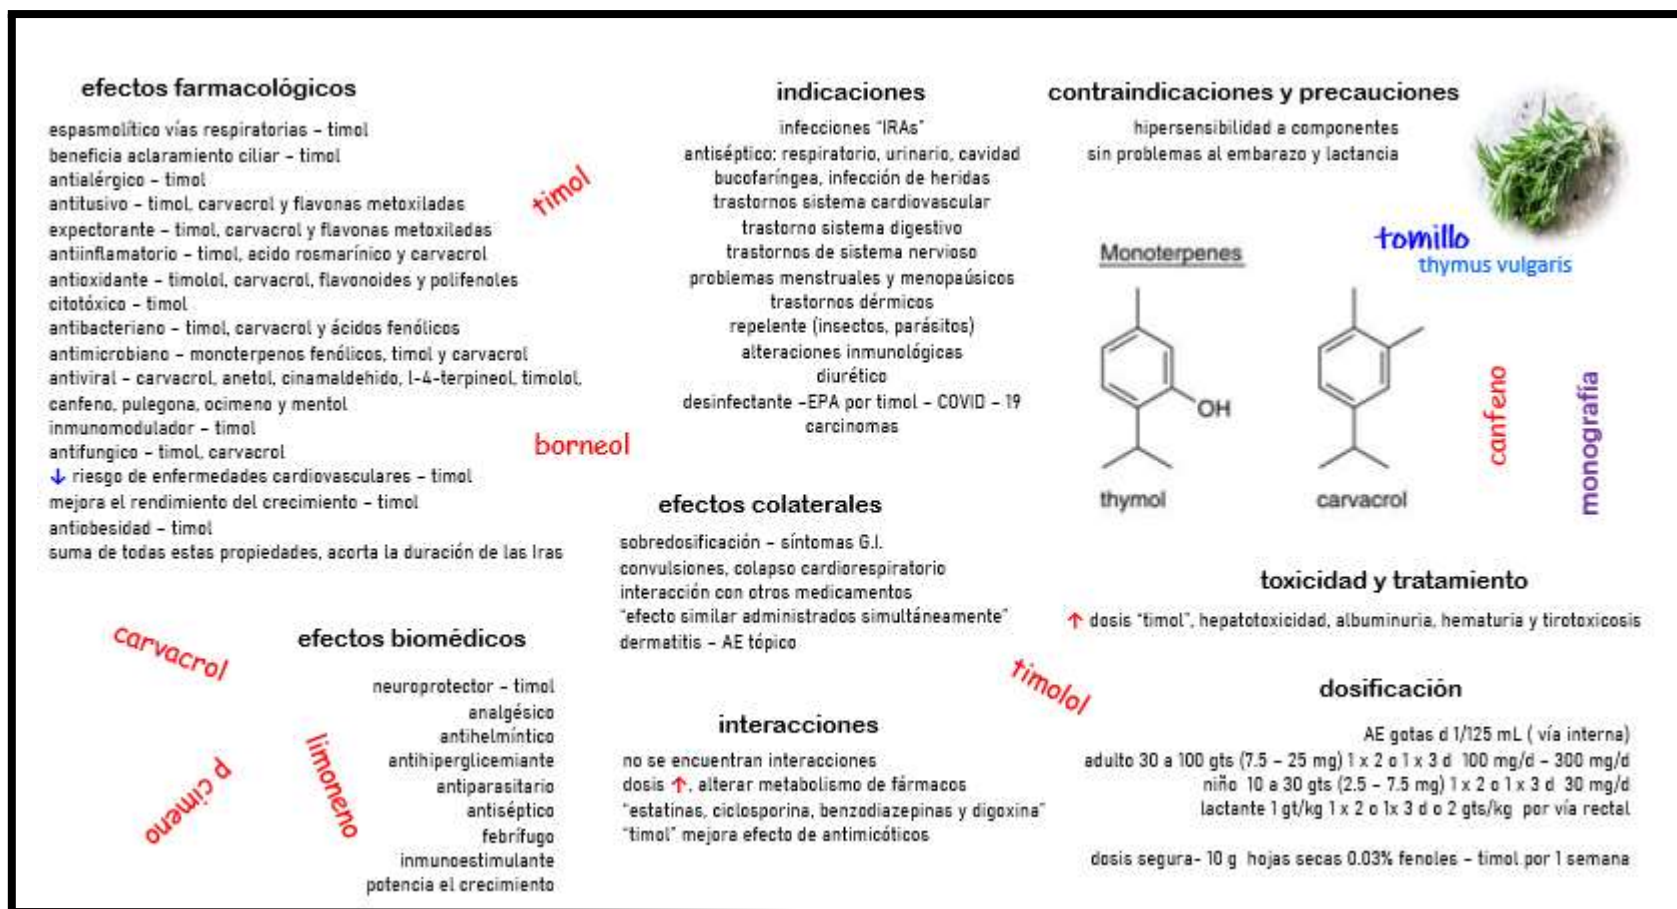 efectos farmacológicos
espasmolítico vías respiratorias – timol
beneficia aclaramiento ciliar – timol
antialérgico – timol
antitusivo – timol, carvacrol y flavonas metoxiladas
expectorante – timol, carvacrol y flavonas metoxiladas
antiinflamatorio – timol, acido rosmarínico y carvacrol
antioxidante – timolol, carvacrol, flavonoides y polifenoles
citotóxico – timol
antibacteriano – timol, carvacrol y ácidos fenólicos
antimicrobiano – monoterpenos fenólicos, timol y carvacrol
antiviral – carvacrol, anetol, cinamaldehido, l-4-terpineol, timolol,
canfeno, pulegona, ocimeno y mentol
inmunomodulador – timol
antifungico – timol, carvacrol
↓ riesgo de enfermedades cardiovasculares – timol
mejora el rendimiento del crecimiento – timol
antiobesidad – timol
suma de todas estas propiedades, acorta la duración de las Iras
timol
borneol
carvacrol
p cimeno
limoneno
efectos biomédicos
neuroprotector – timol
analgésico
antihelmíntico
antihiperglicemiante
antiparasitario
antiséptico
febrífugo
inmunoestimulante
potencia el crecimiento
indicaciones
infecciones "IRAs"
antiséptico: respiratorio, urinario, cavidad
bucofaríngea, infección de heridas
trastornos sistema cardiovascular
trastorno sistema digestivo
trastornos de sistema nervioso
problemas menstruales y menopaúsicos
trastornos dérmicos
repelente (insectos, parásitos)
alteraciones inmunológicas
diurético
desinfectante –EPA por timol – COVID – 19
carcinomas
efectos colaterales
sobredosificación – síntomas G.I.
convulsiones, colapso cardiorespiratorio
interacción con otros medicamentos
"efecto similar administrados simultáneamente"
dermatitis – AE tópico
interacciones
no se encuentran interacciones
dosis ↑, alterar metabolismo de fármacos
"estatinas, ciclosporina, benzodiazepinas y digoxina"
"timol" mejora efecto de antimicóticos
timolol
contraindicaciones y precauciones
hipersensibilidad a componentes
sin problemas al embarazo y lactancia
tomillo
thymus vulgaris
Monoterpenes
OH
thymol
carvacrol
canfeno
monografía
toxicidad y tratamiento
↑ dosis "timol", hepatotoxicidad, albuminuria, hematuria y tirotoxicosis
dosificación
AE gotas d 1/125 mL ( vía interna)
adulto 30 a 100 gts (7.5 – 25 mg) 1 x 2 o 1 x 3 d 100 mg/d – 300 mg/d
niño 10 a 30 gts (2.5 – 7.5 mg) 1 x 2 o 1 x 3 d 30 mg/d
lactante 1 gt/kg 1 x 2 o 1x 3 d o 2 gts/kg por vía rectal
dosis segura- 10 g hojas secas 0.03% fenoles – timol por 1 semana